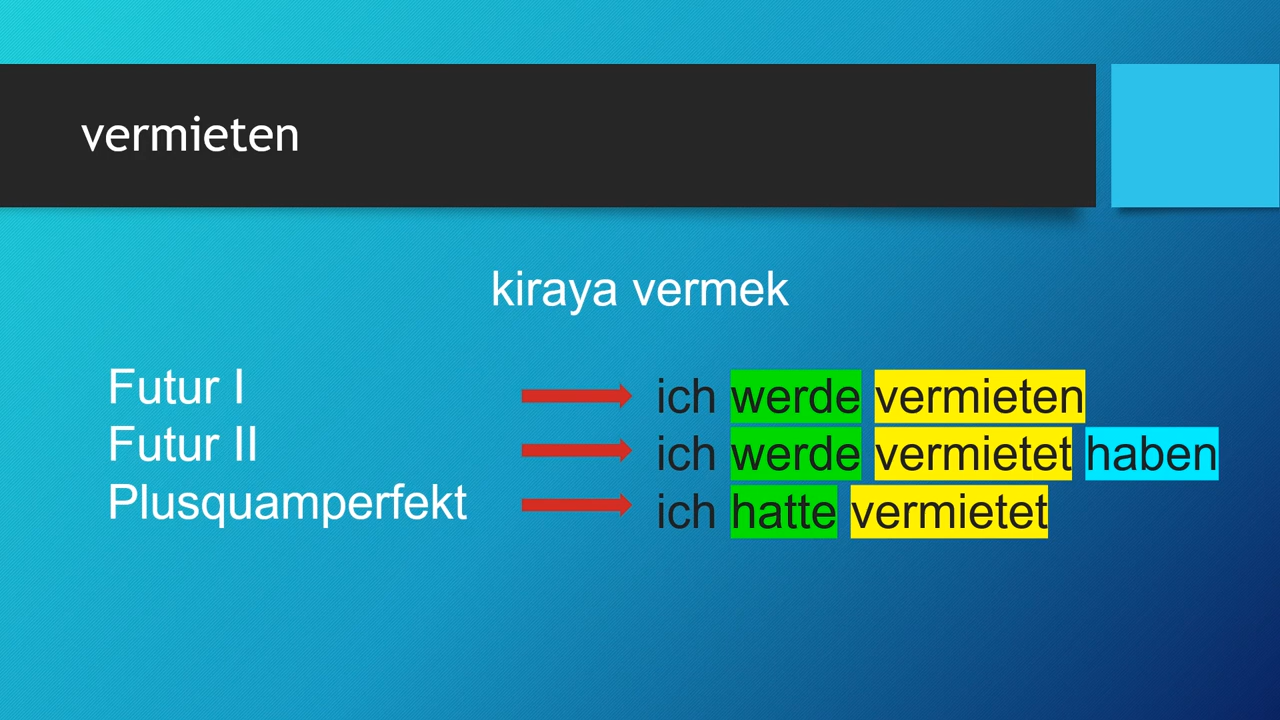 vermieten
kiraya vermek
Futur I ich werde vermieten
Futur II ich werde vermietet haben
Plusquamperfekt ich hatte vermietet